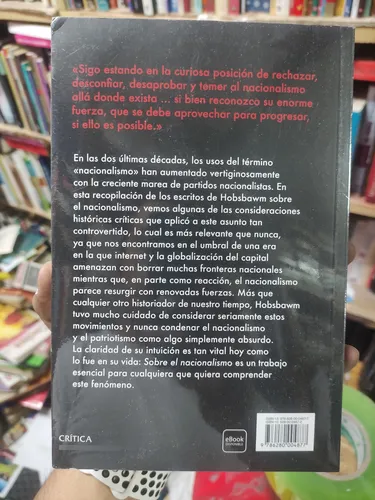 «Sigo estando en la curiosa posición de rechazar,
desconfiar, desaprobar y temer al nacionalismo
allá donde exista ... si bien reconozco su enorme
fuerza, que se debe aprovechar para progresar,
si ello es posible.»
En las dos últimas décadas, los usos del término
«nacionalismo» han aumentado vertiginosamente
con la creciente marea de partidos nacionalistas. En
esta recopilación de los escritos de Hobsbawm sobre
el nacionalismo, vemos algunas de las consideraciones
históricas críticas que aplicó a este asunto tan
controvertido, lo cual es más relevante que nunca,
ya que nos encontramos en el umbral de una era
en la que internet y la globalización del capital
amenazan con borrar muchas fronteras nacionales
mientras que, en parte como reacción, el nacionalismo
parece resurgir con renovadas fuerzas. Más que
cualquier otro historiador de nuestro tiempo, Hobsbawm
tuvo mucho cuidado de considerar seriamente estos
movimientos y nunca condenar el nacionalismo
y el patriotismo como algo simplemente absurdo.
La claridad de su intuición es tan vital hoy como
lo fue en su vida: Sobre el nacionalismo es un trabajo
esencial para cualquiera que quiera comprender
este fenómeno.
CRÍTICA
eBook
DISPONIBLE